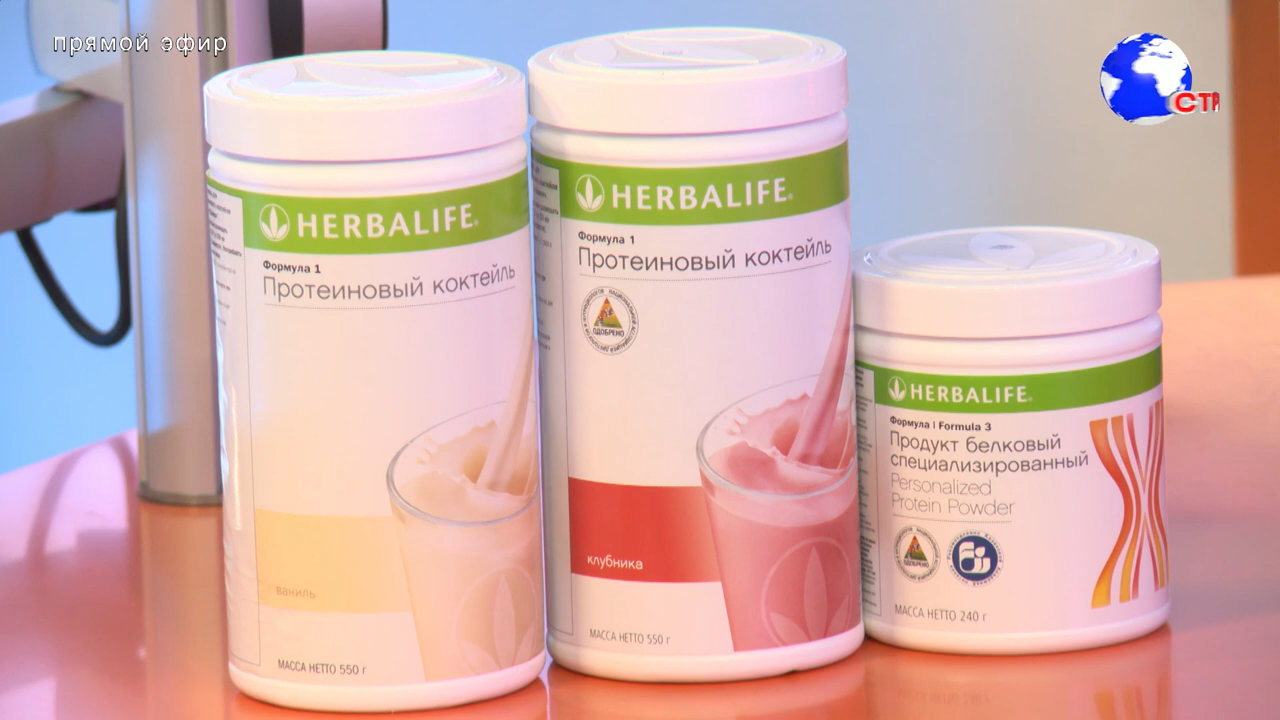 прямой эфир
СТР
HERBALIFE
Формула 1
Протеиновый коктейль
ваниль
МАССА НЕТТО 550 г
HERBALIFE
Формула 1
Протеиновый коктейль
ОДОБРЕНО
клубника
МАССА НЕТТО 550 г
HERBALIFE
Формула | Formula 3
Продукт белковый
специализированный
Personalized
Protein Powder
ОДОБРЕНО
МАССА НЕТТО 240 г